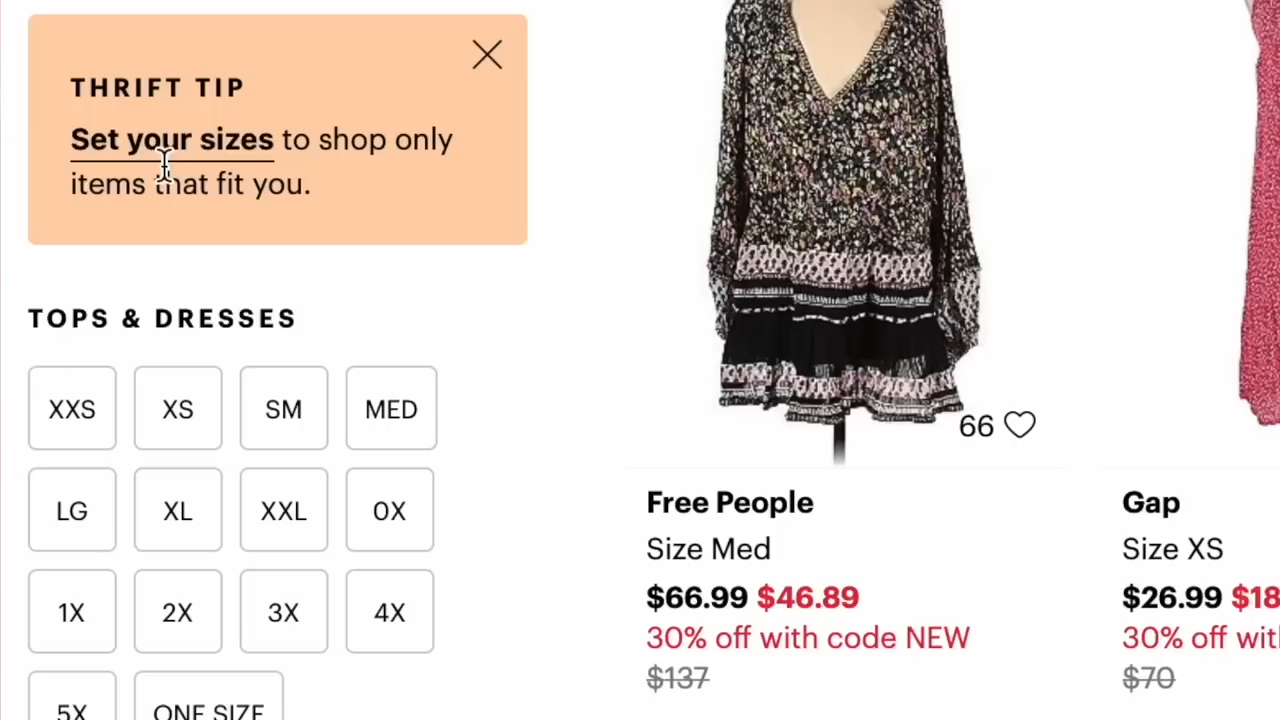 THRIFT TIP
Set your sizes to shop only
items that fit you.
TOPS & DRESSES
XXS XS SM MED
LG XL XXL 0X
1X 2X 3X 4X
5X ONE SIZE
66
Free People
Size Med
$66.99 $46.89
30% off with code NEW
$137
Gap
Size XS
$26.99 $18
30% off wit
$70